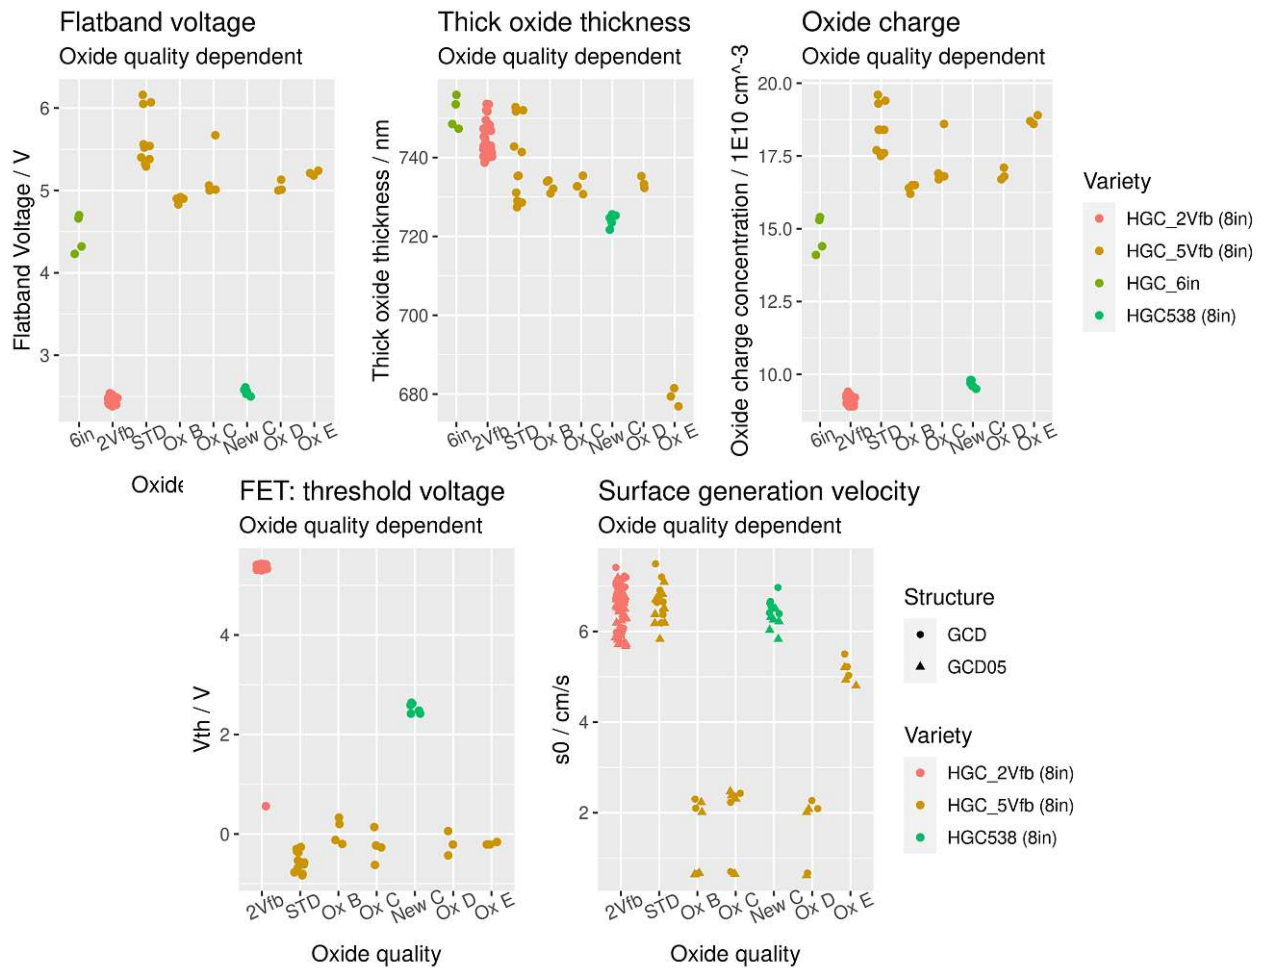 Flatband voltage
Oxide quality dependent
Flatband Voltage / V
6
5
4
3
6in
2Vfb
STD
Ox B
Ox C
New C
Ox D
Ox E
Oxide
Thick oxide thickness
Oxide quality dependent
Thick oxide thickness / nm
740
720
700
680
6in
2Vfb
STD
Ox B
Ox C
New C
Ox D
Ox E
Oxide charge
Oxide quality dependent
Oxide charge concentration / 1E10 cm^-3
20.0
17.5
15.0
12.5
10.0
6in
2Vfb
STD
Ox B
Ox C
New C
Ox D
Ox E
Variety
HGC_2Vfb (8in)
HGC_5Vfb (8in)
HGC_6in
HGC538 (8in)
FET: threshold voltage
Oxide quality dependent
Vth / V
4
2
0
2Vfb
STD
Ox B
Ox C
New C
Ox D
Ox E
Oxide quality
Surface generation velocity
Oxide quality dependent
s0 / cm/s
6
4
2
2Vfb
STD
Ox B
Ox C
New C
Ox D
Ox E
Oxide quality
Structure
GCD
GCD05
Variety
HGC_2Vfb (8in)
HGC_5Vfb (8in)
HGC538 (8in)